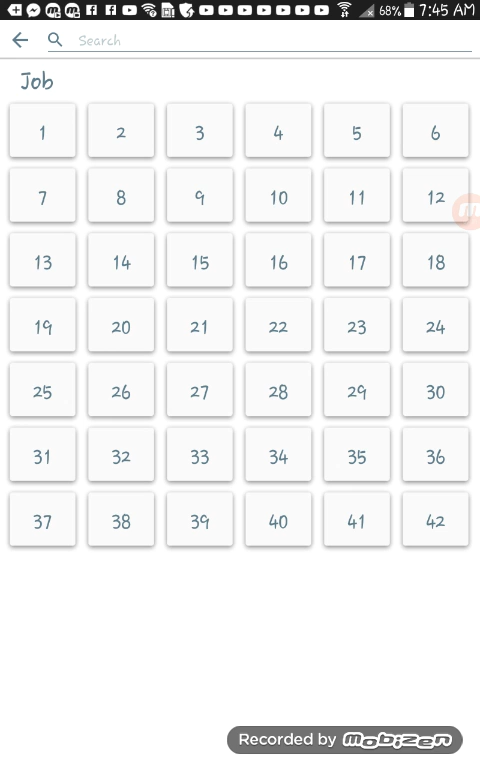 68% 7:45 AM
Search
Job
1 2 3 4 5 6
7 8 9 10 11 12
13 14 15 16 17 18
19 20 21 22 23 24
25 26 27 28 29 30
31 32 33 34 35 36
37 38 39 40 41 42
Recorded by Mobizen